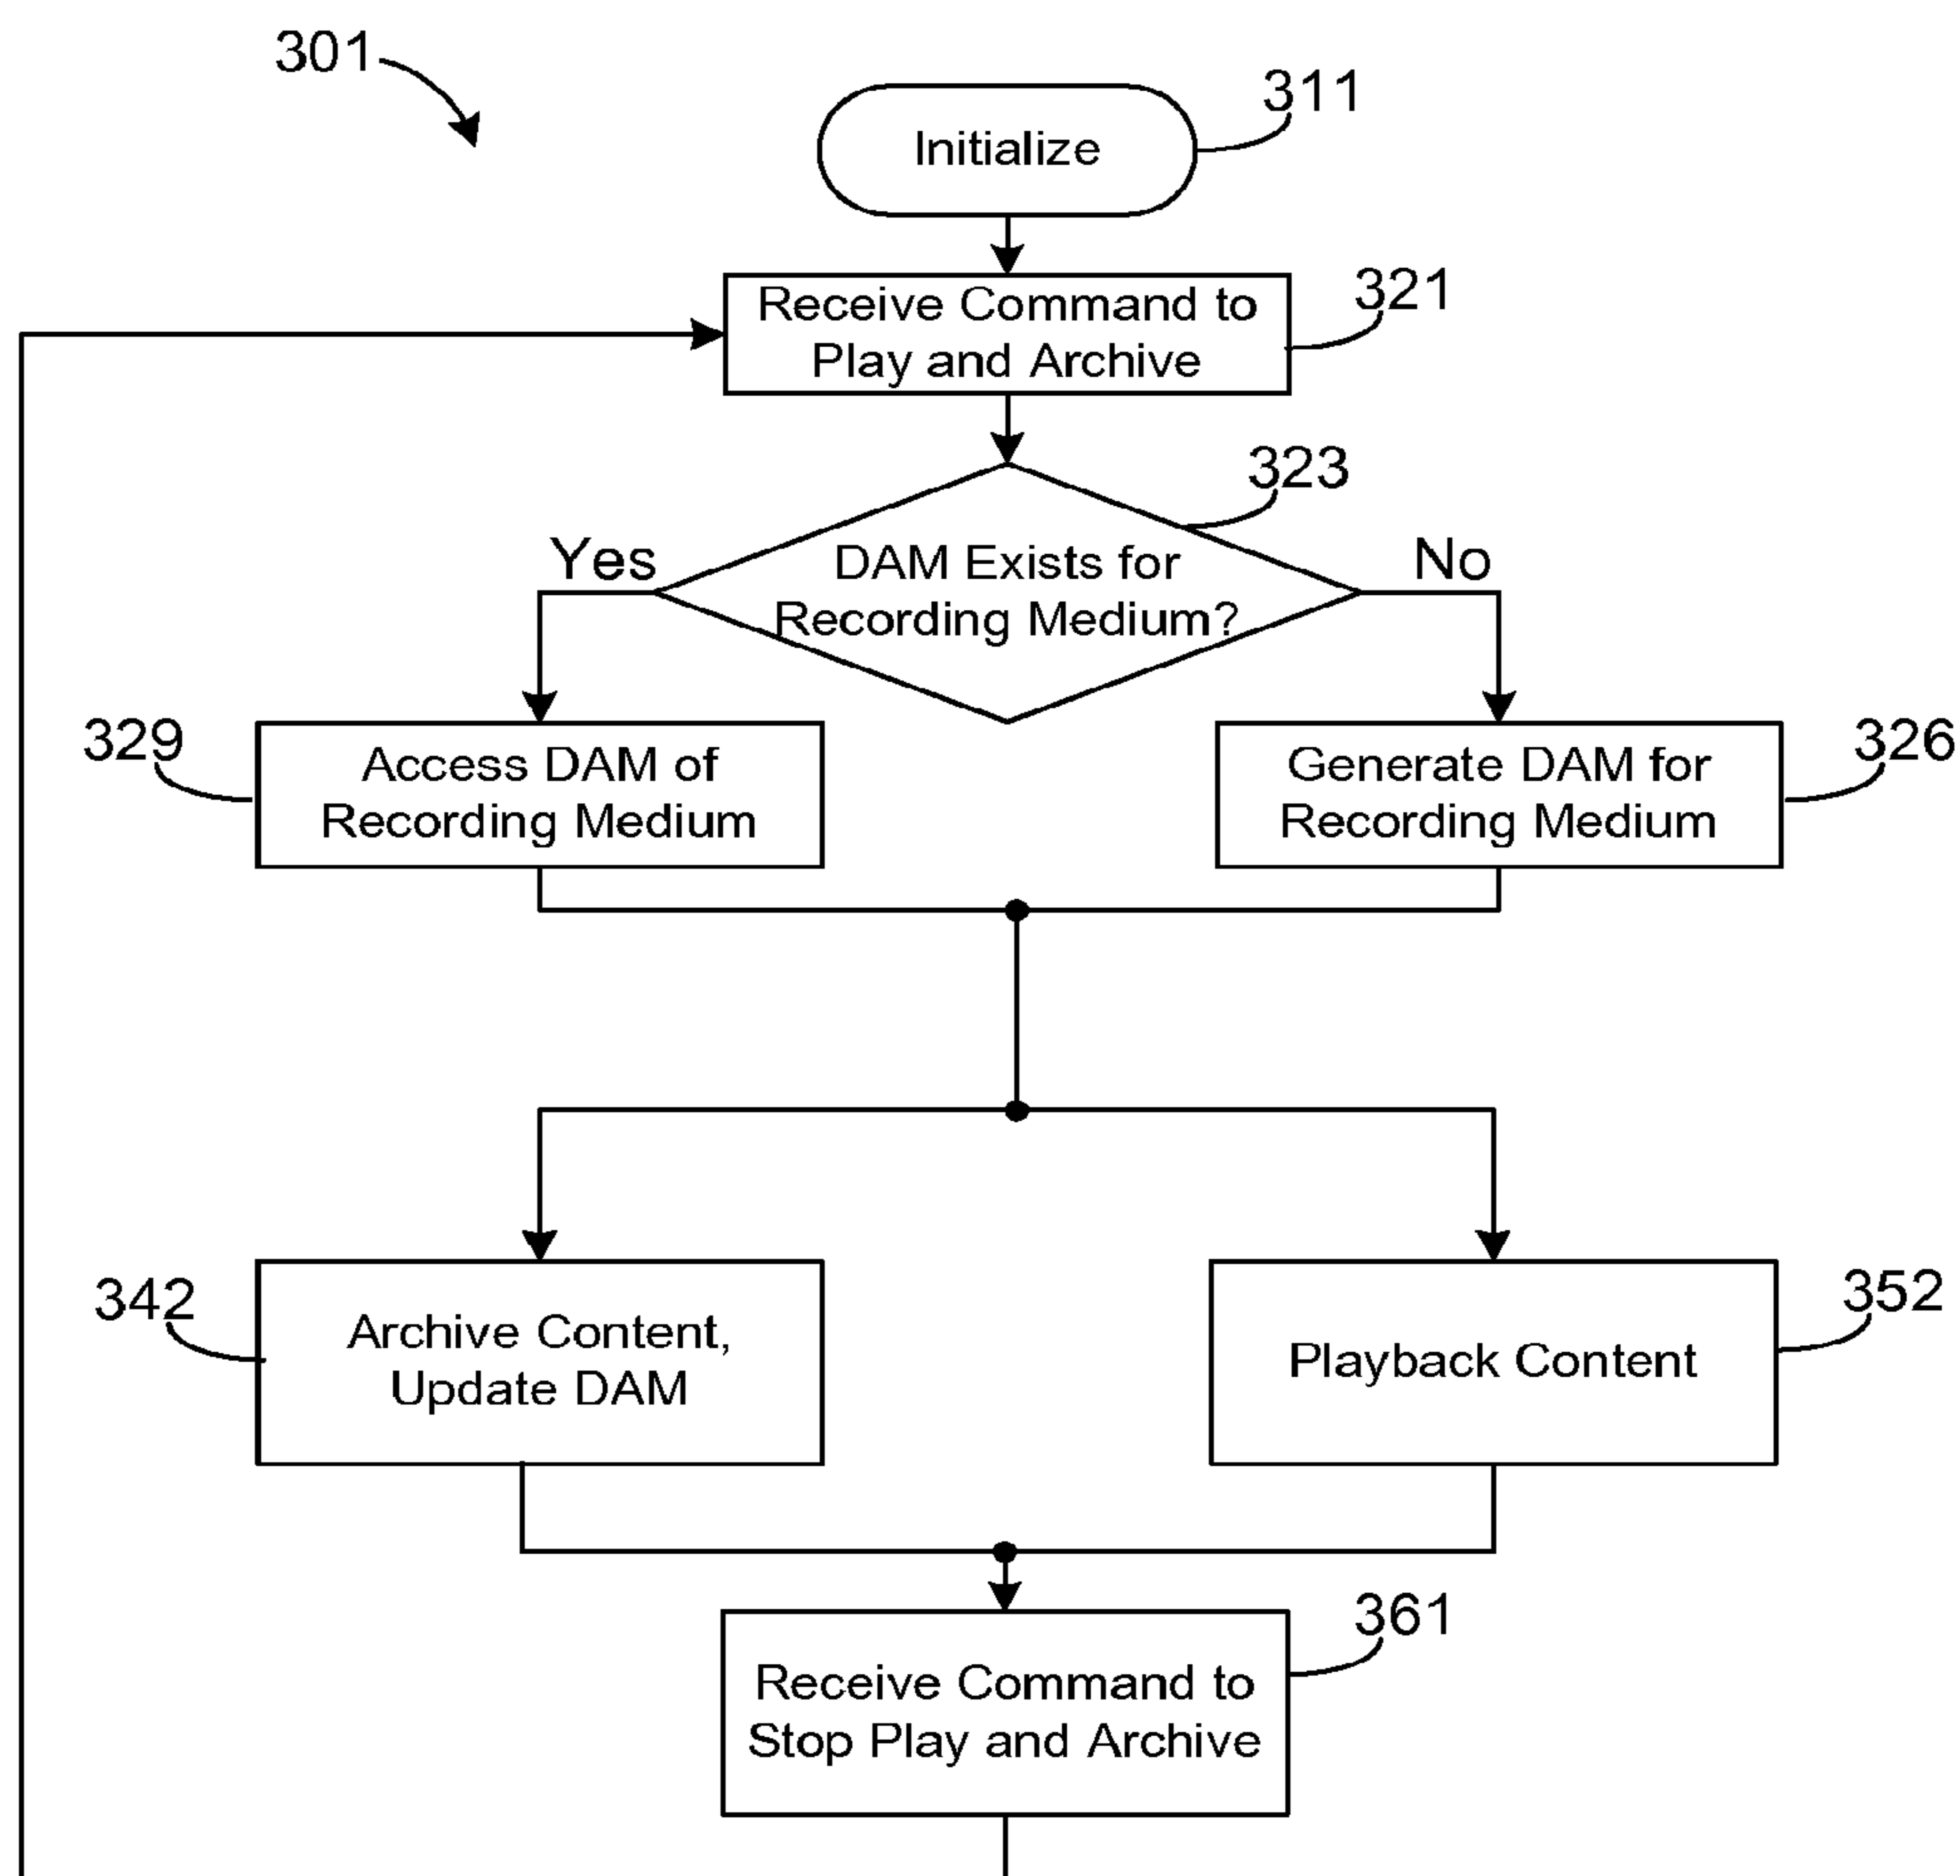 301
311
Initialize
321
Receive Command to
Play and Archive
323
Yes
DAM Exists for
Recording Medium?
No
329
Access DAM of
Recording Medium
326
Generate DAM for
Recording Medium
342
Archive Content,
Update DAM
352
Playback Content
361
Receive Command to
Stop Play and Archive